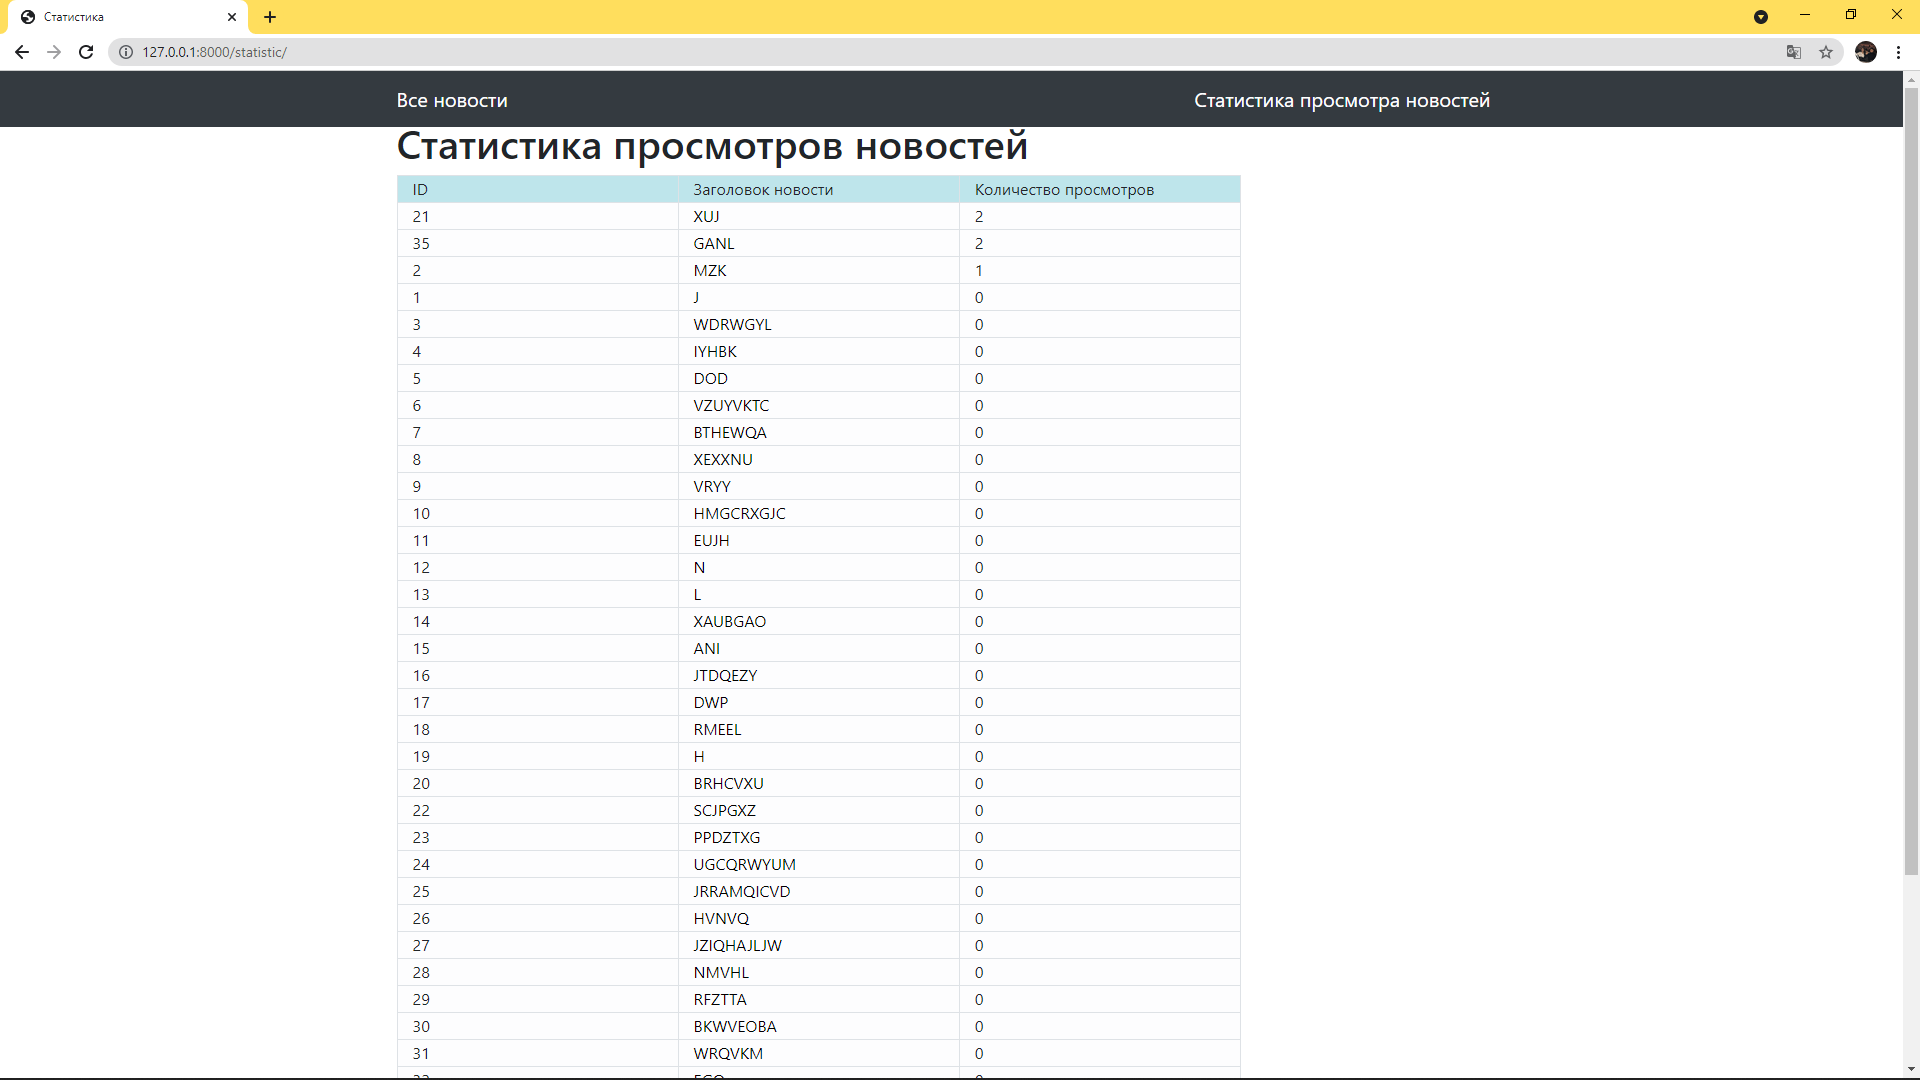 Статистика
127.0.0.1:8000/statistic/
Все новости Статистика просмотра новостей
Статистика просмотров новостей
ID Заголовок новости Количество просмотров
21 XUJ 2
35 GANL 2
2 MZK 1
1 J 0
3 WDRWGYL 0
4 IYHBK 0
5 DOD 0
6 VZUYVKTC 0
7 BTHEWQA 0
8 XEXXNU 0
9 VRYY 0
10 HMGCRXGJC 0
11 EUJH 0
12 N 0
13 L 0
14 XAUBGAO 0
15 ANI 0
16 JTDQEZY 0
17 DWP 0
18 RMEEL 0
19 H 0
20 BRHCVXU 0
22 SCJPGXZ 0
23 PPDZTXG 0
24 UGCQRWYUM 0
25 JRRAMQICVD 0
26 HVNVQ 0
27 JZIQHAJLJW 0
28 NMVHL 0
29 RFZTTA 0
30 BKWVEOBA 0
31 WRQVKM 0